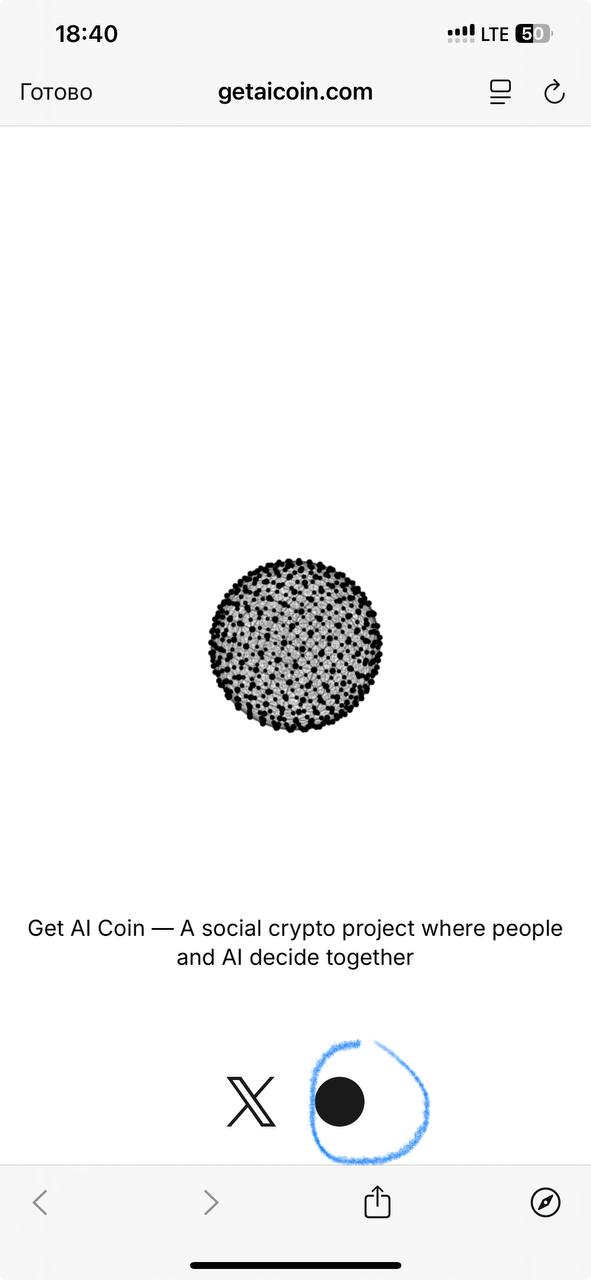 18:40
LTE 50
Готово
getaicoin.com
Get AI Coin — A social crypto project where people
and AI decide together